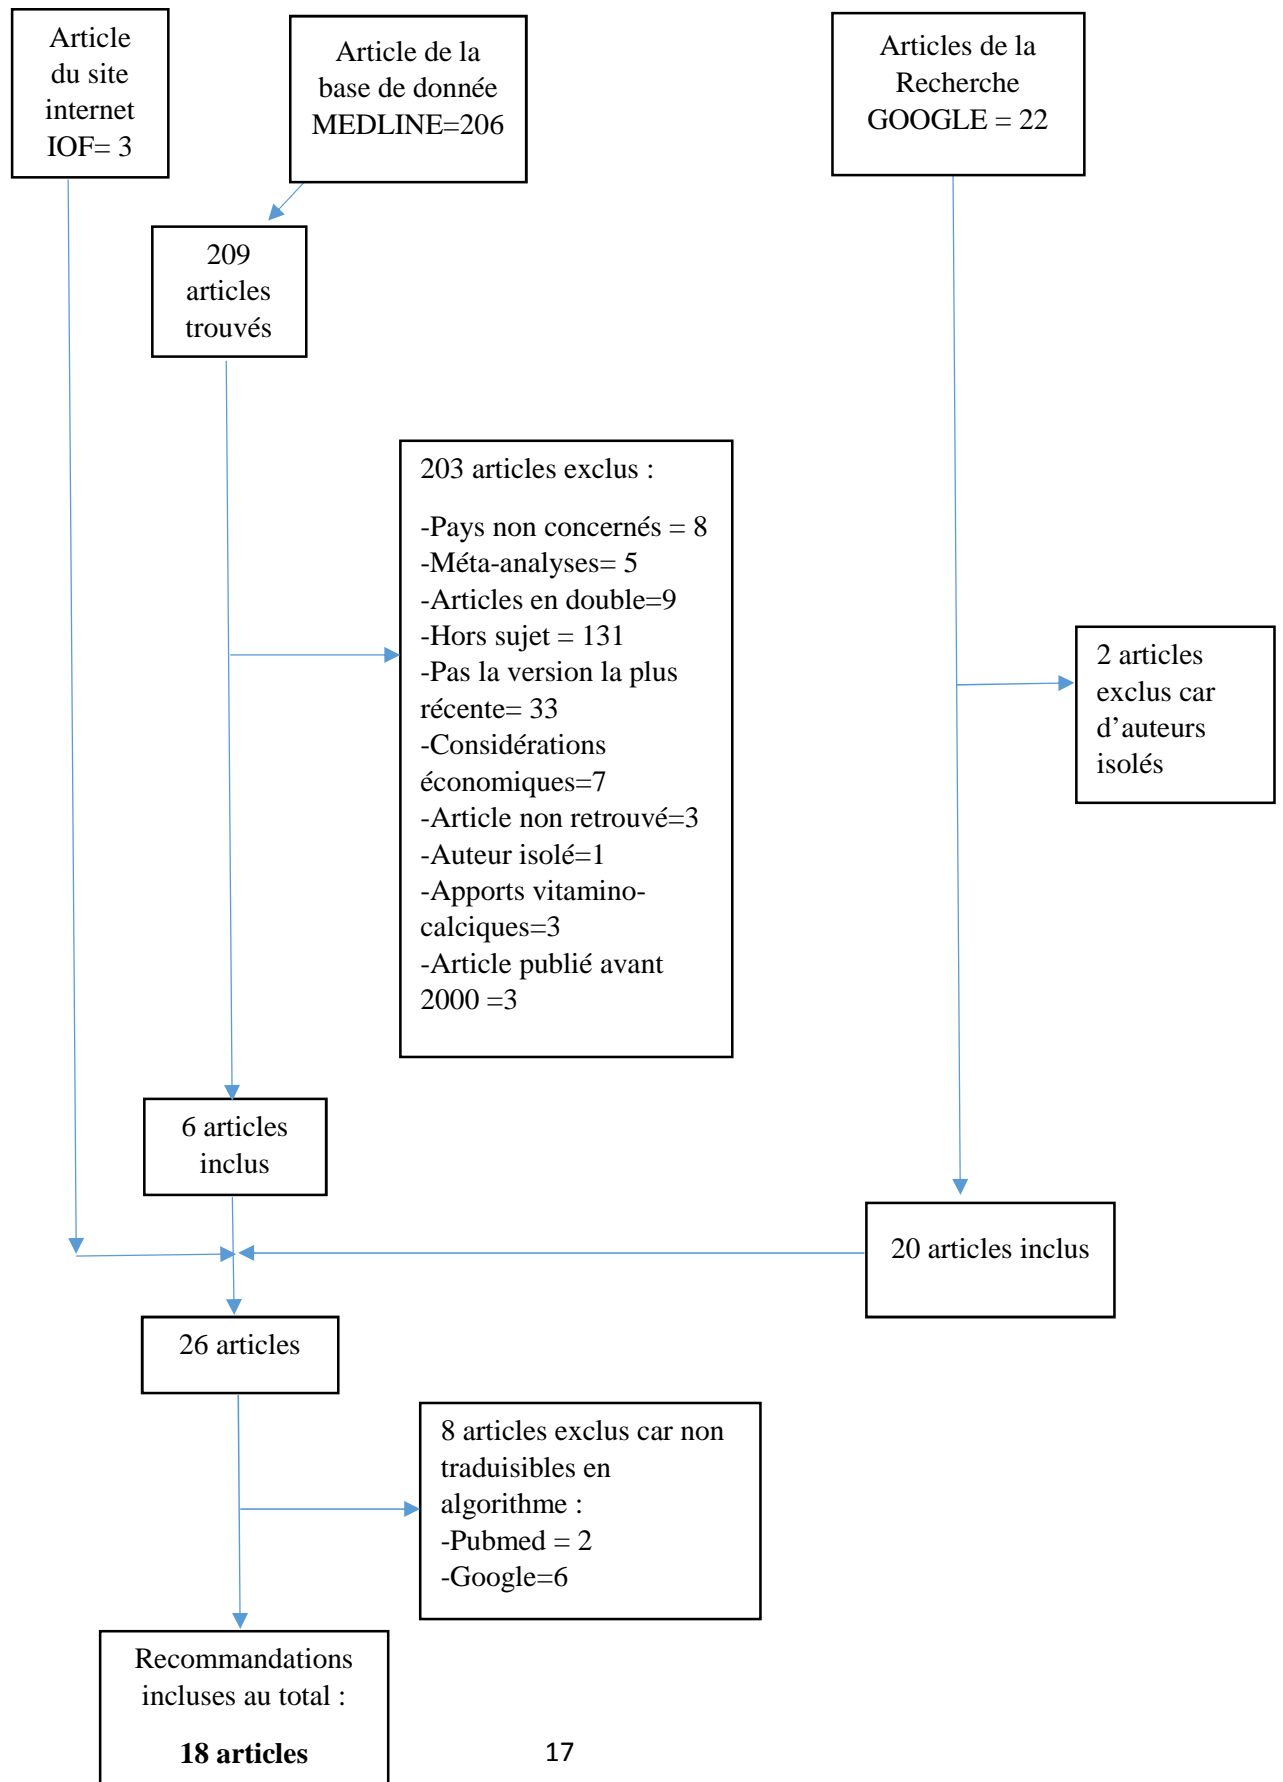 Article
du site
internet
IOF= 3
Article de la
base de donnée
MEDLINE=206
Articles de la
Recherche
GOOGLE = 22
209
articles
trouvés
203 articles exclus :
-Pays non concernés = 8
-Méta-analyses= 5
-Articles en double=9
-Hors sujet = 131
-Pas la version la plus
récente= 33
-Considérations
économiques=7
-Article non retrouvé=3
-Auteur isolé=1
-Apports vitamino-
calciques=3
-Article publié avant
2000 =3
2 articles
exclus car
d’auteurs
isolés
6 articles
inclus
20 articles inclus
26 articles
8 articles exclus car non
traduisibles en
algorithme :
-Pubmed = 2
-Google=6
Recommandations
incluses au total :
18 articles
17